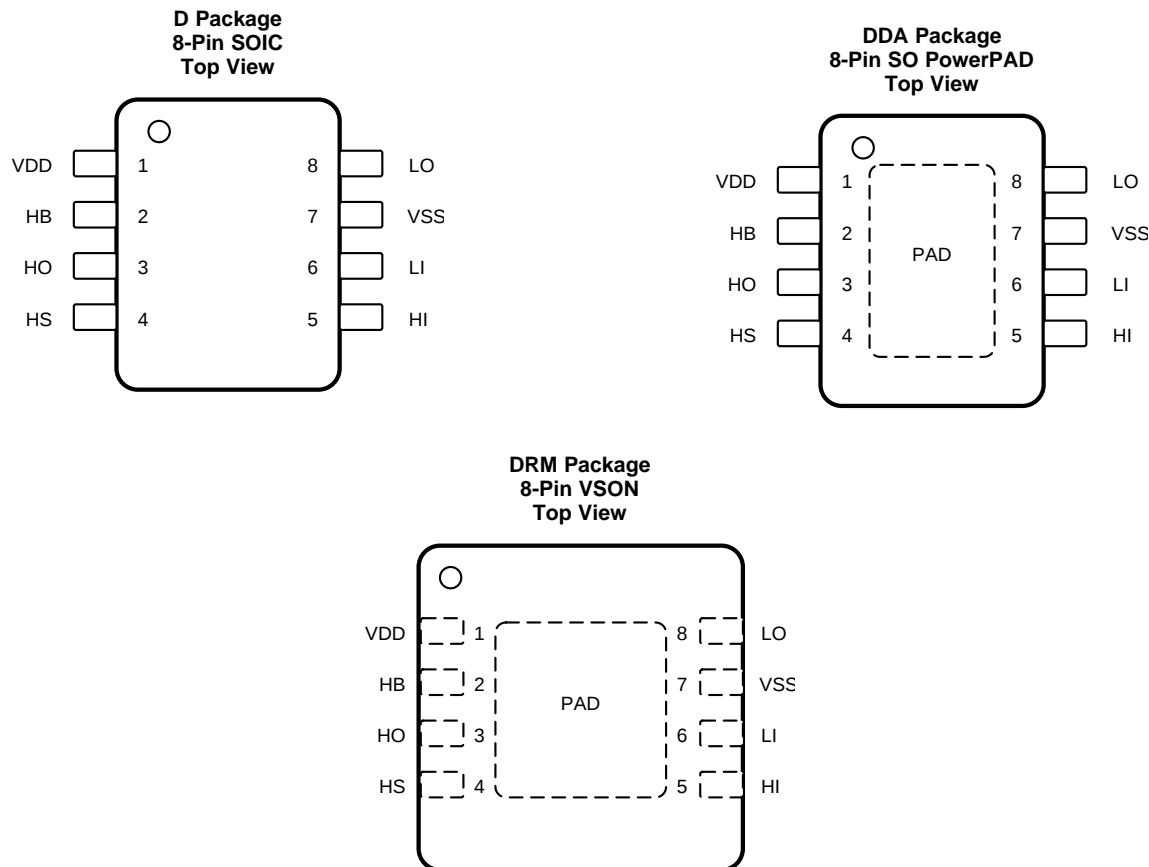 D Package
8-Pin SOIC
Top View
VDD 1 8 LO
HB 2 7 VSS
HO 3 6 LI
HS 4 5 HI
DDA Package
8-Pin SO PowerPAD
Top View
VDD 1 8 LO
HB 2 7 VSS
PAD
HO 3 6 LI
HS 4 5 HI
DRM Package
8-Pin VSON
Top View
VDD 1 8 LO
HB 2 7 VSS
PAD
HO 3 6 LI
HS 4 5 HI